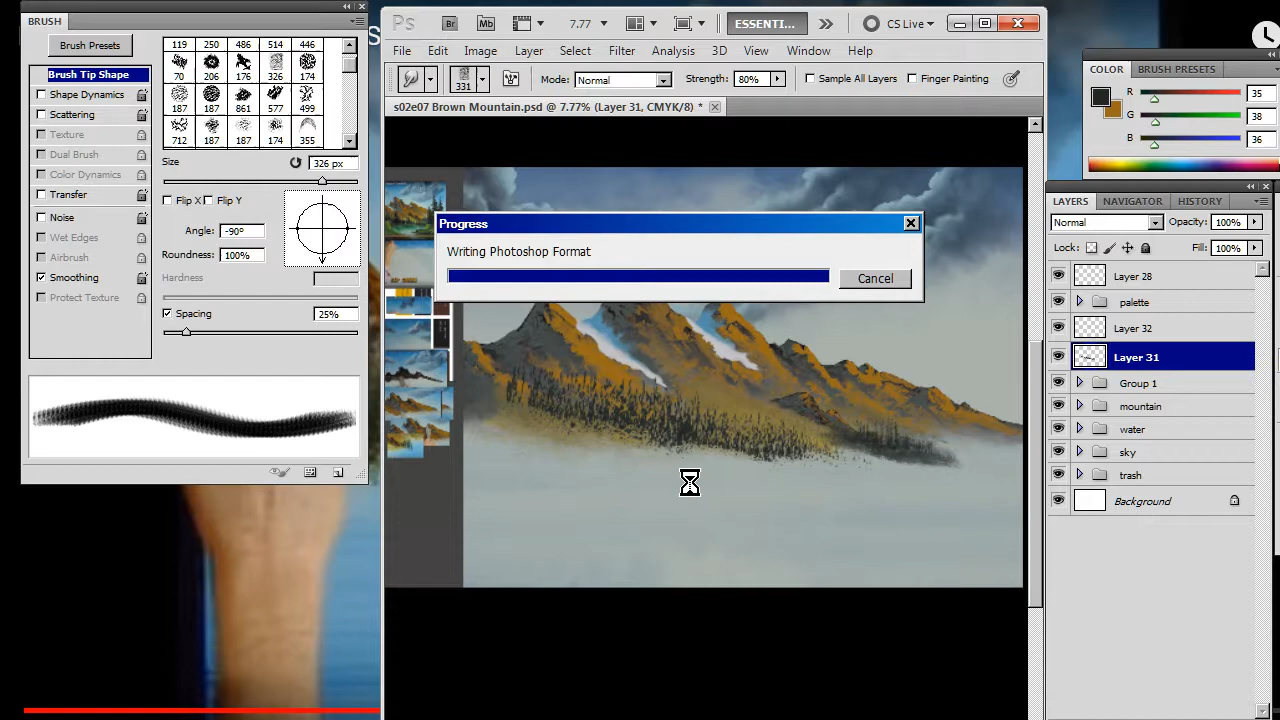 BRUSH
Brush Presets
Brush Tip Shape
Shape Dynamics
Scattering
Texture
Dual Brush
Color Dynamics
Transfer
Noise
Wet Edges
Airbrush
Smoothing
Protect Texture
119 250 486 514 446
70 206 176 326 174
187 187 861 577 499
712 187 187 174 355
Size 326 px
Flip X Flip Y
Angle: -90º
Roundness: 100%
Hardness
Spacing 25%
Ps Br Mb 7.77 ESSENTI... CS Live
File Edit Image Layer Select Filter Analysis 3D View Window Help
331 Mode: Normal Strength: 80% Sample All Layers Finger Painting
s02e07 Brown Mountain.psd @ 7.77% (Layer 31, CMYK/8) *
Progress
Writing Photoshop Format
Cancel
COLOR BRUSH PRESETS
R 35
G 38
B 36
LAYERS NAVIGATOR HISTORY
Normal Opacity: 100%
Lock: Fill: 100%
Layer 28
palette
Layer 32
Layer 31
Group 1
mountain
water
sky
trash
Background